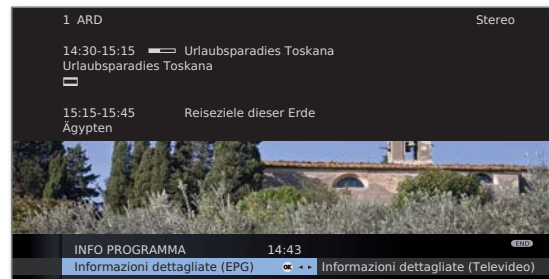 1 ARD Stereo
14:30-15:15 Urlaubsparadies Toskana
Urlaubsparadies Toskana
15:15-15:45 Reiseziele dieser Erde
Ägypten
INFO PROGRAMMA 14:43 END
Informazioni dettagliate (EPG) OK Informazioni dettagliate (Televideo)